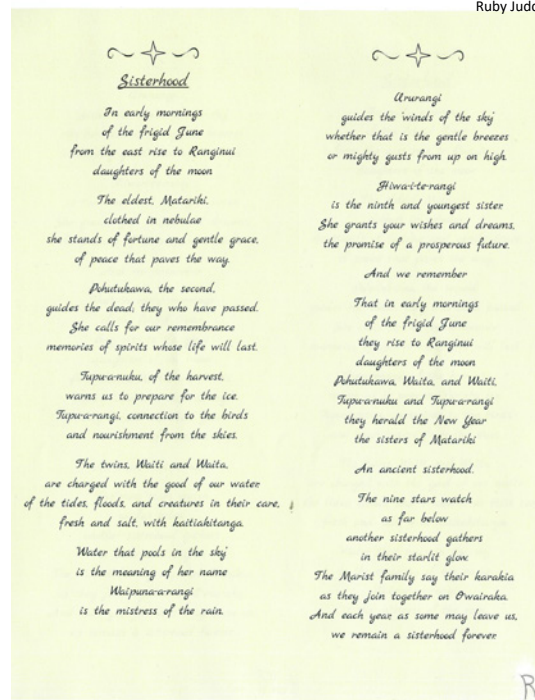 Ruby Judd
Sisterhood
In early mornings
of the frigid June
from the east rise to Ranginui
daughters of the moon
The eldest, Matariki,
clothed in nebulae
she stands of fortune and gentle grace,
of peace that paves the way.
Pohutukawa, the second,
guides the dead; they who have passed.
She calls for our remembrance
memories of spirits whose life will last.
Tupu-a-nuku, of the harvest,
warns us to prepare for the ice.
Tupu-a-rangi, connection to the birds
and nourishment from the skies.
The twins, Waiti and Waita,
are charged with the good of our water
of the tides, floods, and creatures in their care,
fresh and salt, with kaitiakitanga.
'Water that pools in the sky'
is the meaning of her name
Waipuna-a-rangi
is the mistress of the rain.
Ururangi
guides the 'winds of the sky'
whether that is the gentle breezes
or mighty gusts from up on high.
Hiwa-i-te-rangi
is the ninth and youngest sister.
She grants your wishes and dreams,
the promise of a prosperous future.
And we remember
That in early mornings
of the frigid June
they rise to Ranginui
daughters of the moon
Pohutukawa, Waita, and Waiti,
Tupu-a-nuku and Tupu-a-rangi
they herald the New Year
the sisters of Matariki
An ancient sisterhood.
The nine stars watch
as far below
another sisterhood gathers
in their starlit glow.
The Marist family say their karakia
as they join together on Owairaka.
And each year, as some may leave us,
we remain a sisterhood forever.
R